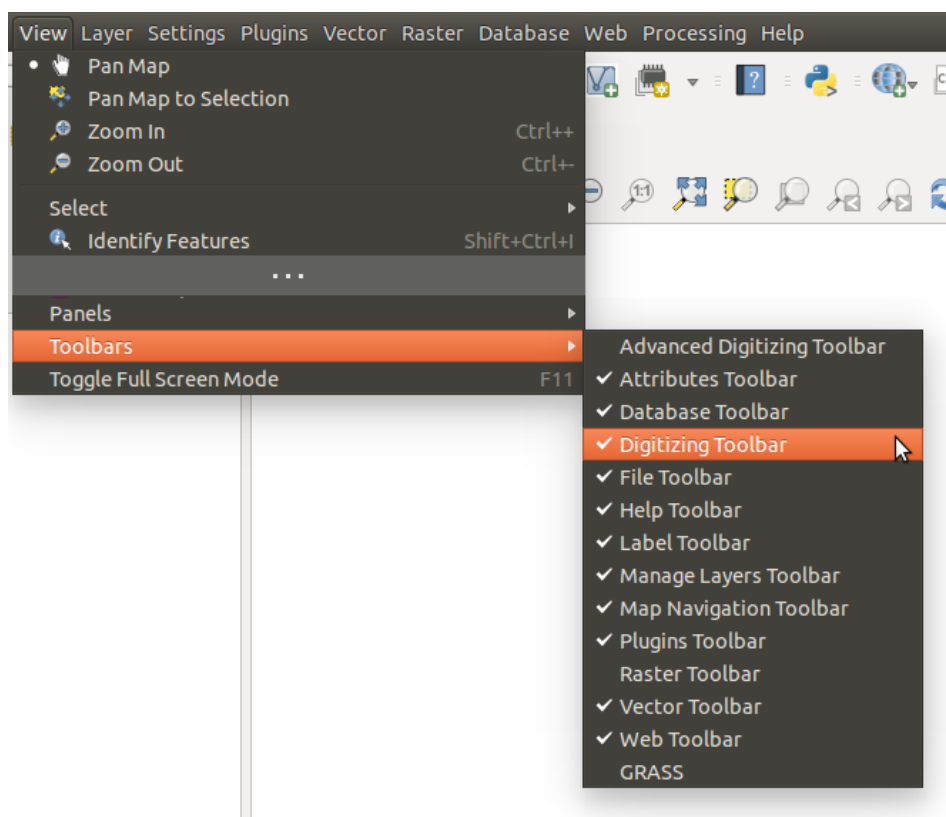 View Layer Settings Plugins Vector Raster Database Web Processing Help
Pan Map
Pan Map to Selection
Zoom In Ctrl++
Zoom Out Ctrl+-
Select
Identify Features Shift+Ctrl+I
...
Panels
Toolbars
Toggle Full Screen Mode F11
Advanced Digitizing Toolbar
Attributes Toolbar
Database Toolbar
Digitizing Toolbar
File Toolbar
Help Toolbar
Label Toolbar
Manage Layers Toolbar
Map Navigation Toolbar
Plugins Toolbar
Raster Toolbar
Vector Toolbar
Web Toolbar
GRASS
?
1:1